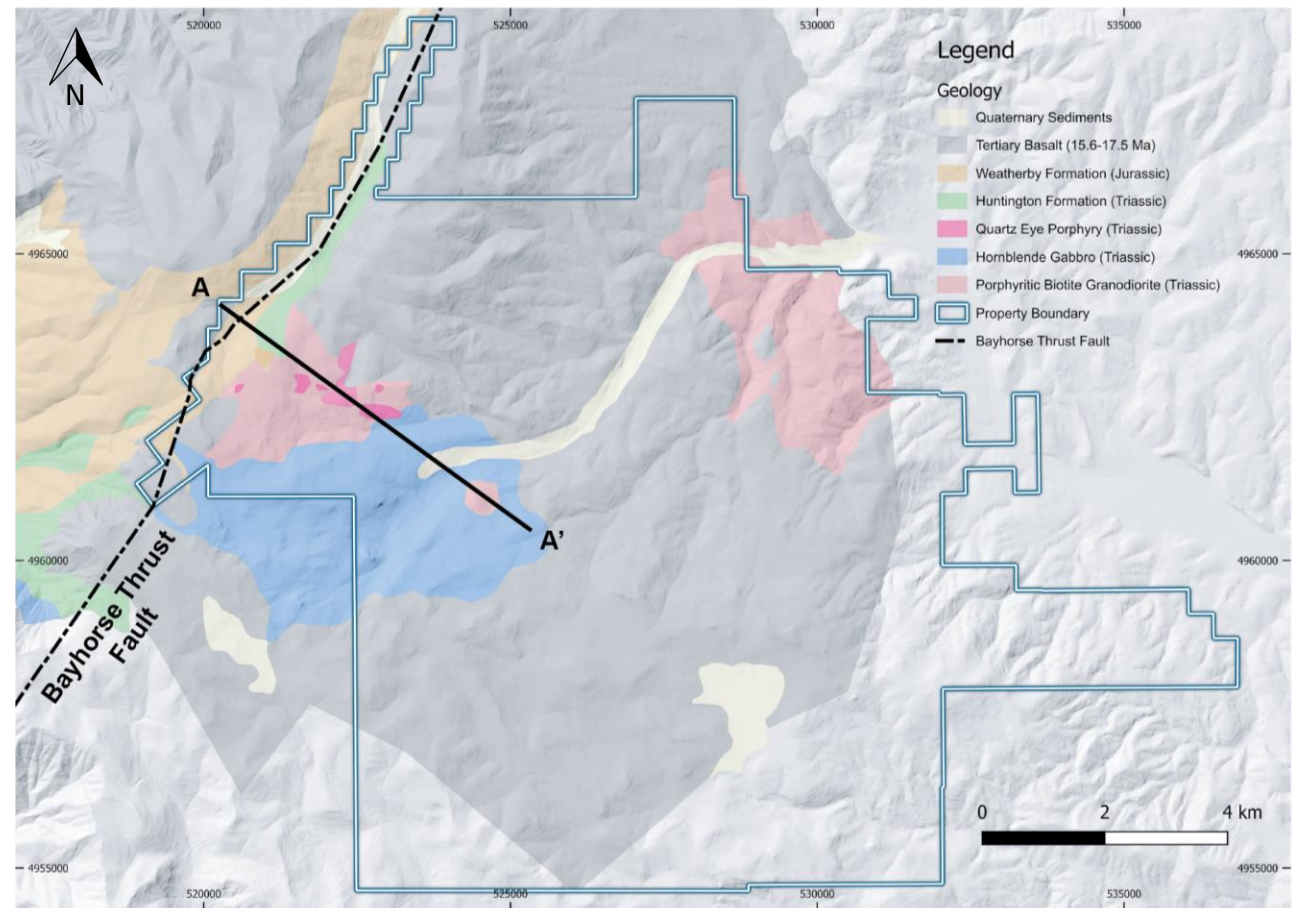 520000
525000
530000
535000
N
Legend
Geology
Quaternary Sediments
Tertiary Basalt (15.6-17.5 Ma)
Weatherby Formation (Jurassic)
Huntington Formation (Triassic)
Quartz Eye Porphyry (Triassic)
Hornblende Gabbro (Triassic)
Porphyritic Biotite Granodiorite (Triassic)
Property Boundary
Bayhorse Thrust Fault
4965000
4965000
A
A’
4960000
4960000
Bayhorse Thrust
Fault
0 2 4 km
4955000
4955000
520000
525000
530000
535000